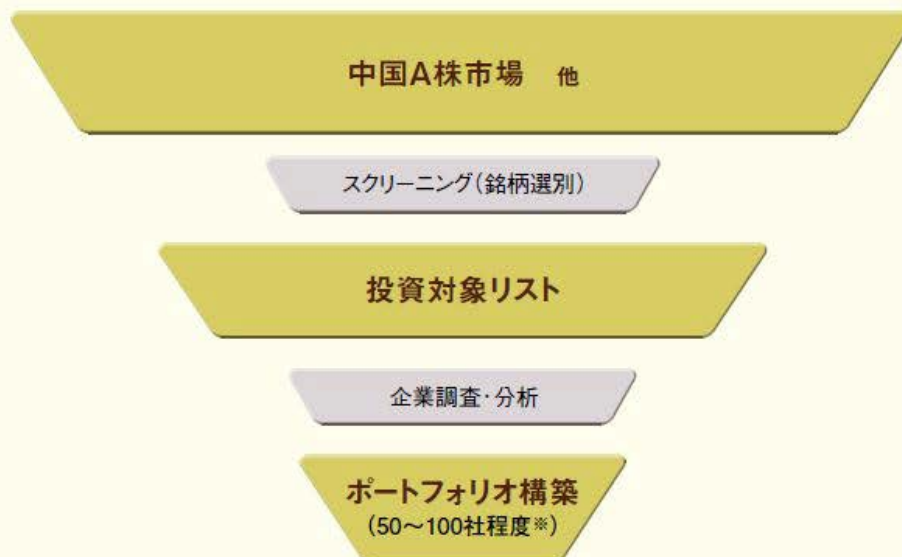 中国A株市場 他
スクリーニング(銘柄選別)
投資対象リスト
企業調査・分析
ポートフォリオ構築
(50～100社程度※)